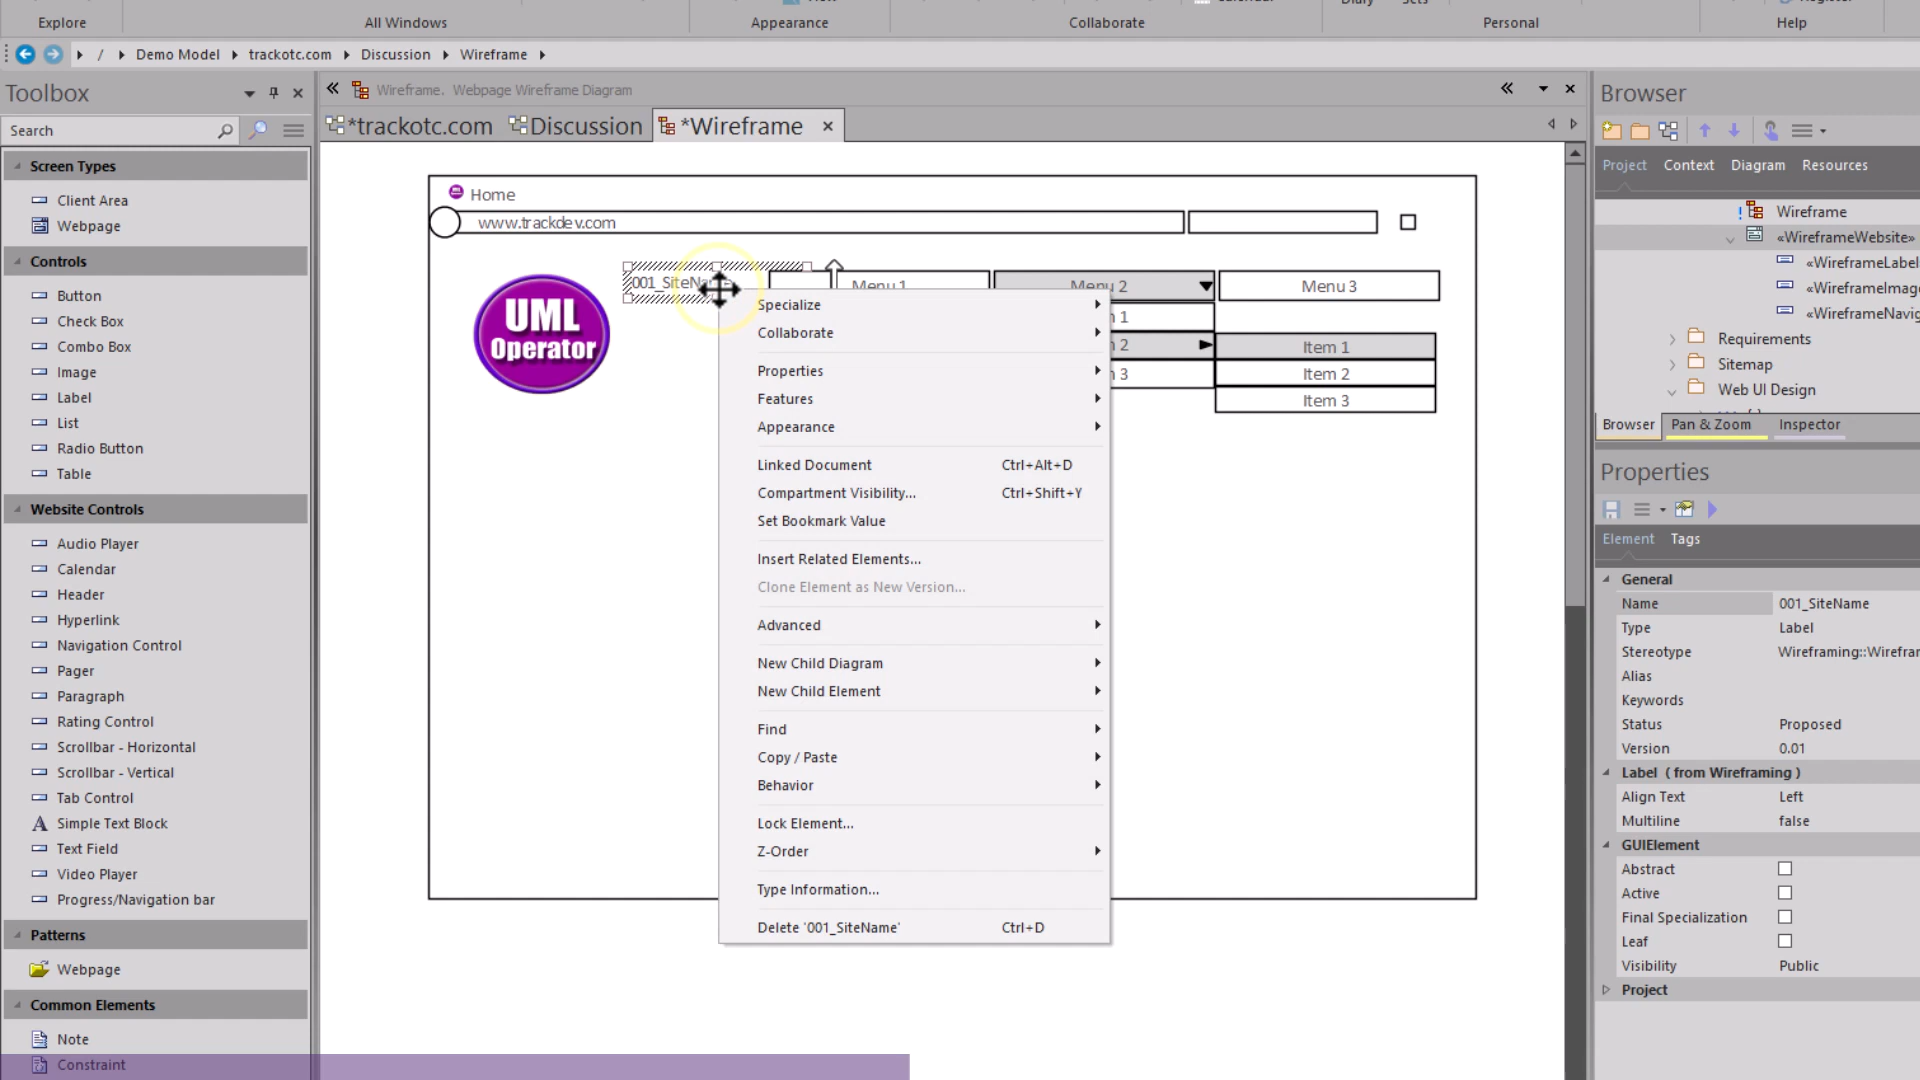 Explore
All Windows
Appearance
Collaborate
Personal
Help
/ Demo Model trackotc.com Discussion Wireframe
Toolbox
Search
Screen Types
Client Area
Webpage
Controls
Button
Check Box
Combo Box
Image
Label
List
Radio Button
Table
Website Controls
Audio Player
Calendar
Header
Hyperlink
Navigation Control
Pager
Paragraph
Rating Control
Scrollbar - Horizontal
Scrollbar - Vertical
Tab Control
Simple Text Block
Text Field
Video Player
Progress/Navigation bar
Patterns
Webpage
Common Elements
Note
Constraint
Wireframe. Webpage Wireframe Diagram
*trackotc.com
Discussion
*Wireframe
Home
www.trackdev.com
UML
Operator
Menu 1
Menu 2
Menu 3
1
2
3
Item 1
Item 2
Item 3
Specialize
Collaborate
Properties
Features
Appearance
Linked Document Ctrl+Alt+D
Compartment Visibility... Ctrl+Shift+Y
Set Bookmark Value
Insert Related Elements...
Clone Element as New Version...
Advanced
New Child Diagram
New Child Element
Find
Copy / Paste
Behavior
Lock Element...
Z-Order
Type Information...
Delete '001_SiteName' Ctrl+D
Browser
Project Context Diagram Resources
Wireframe
«WireframeWebsite»
«WireframeLabel
«WireframeImag
«WireframeNavig
Requirements
Sitemap
Web UI Design
Browser Pan & Zoom Inspector
Properties
Element Tags
General
Name 001_SiteName
Type Label
Stereotype Wireframing::Wirefrar
Alias
Keywords
Status Proposed
Version 0.01
Label ( from Wireframing )
Align Text Left
Multiline false
GUIElement
Abstract
Active
Final Specialization
Leaf
Visibility Public
Project